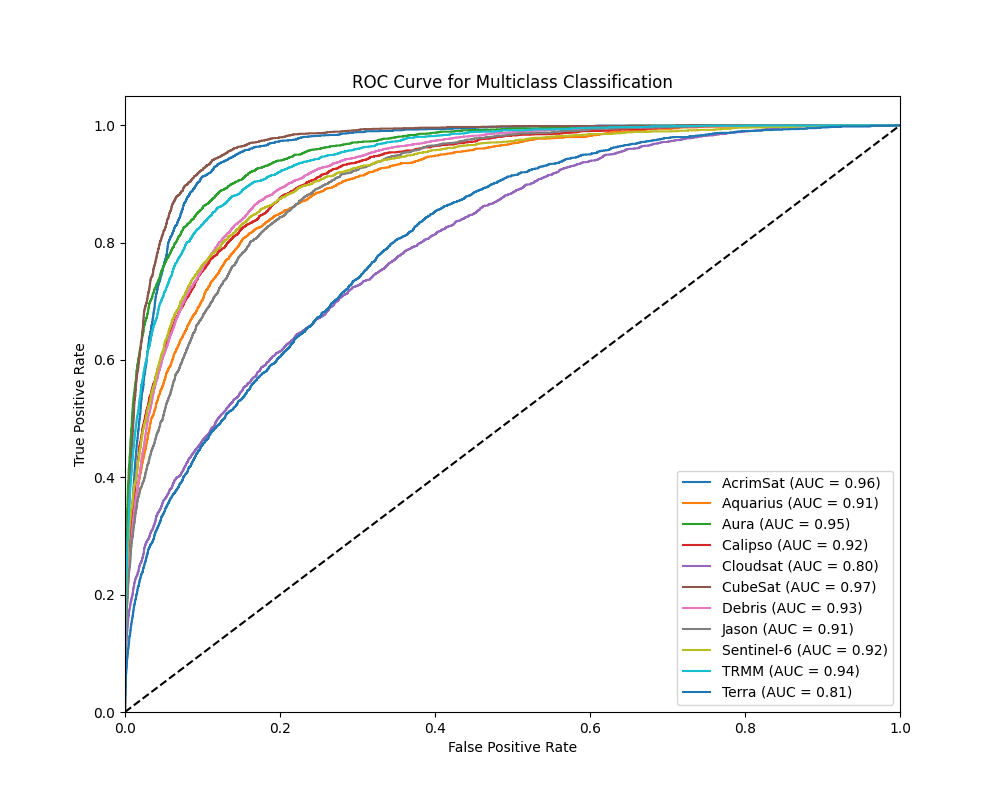 ROC Curve for Multiclass Classification
True Positive Rate
1.0
0.8
0.6
0.4
0.2
0.0
0.0 0.2 0.4 0.6 0.8 1.0
False Positive Rate
AcrimSat (AUC = 0.96)
Aquarius (AUC = 0.91)
Aura (AUC = 0.95)
Calipso (AUC = 0.92)
Cloudsat (AUC = 0.80)
CubeSat (AUC = 0.97)
Debris (AUC = 0.93)
Jason (AUC = 0.91)
Sentinel-6 (AUC = 0.92)
TRMM (AUC = 0.94)
Terra (AUC = 0.81)